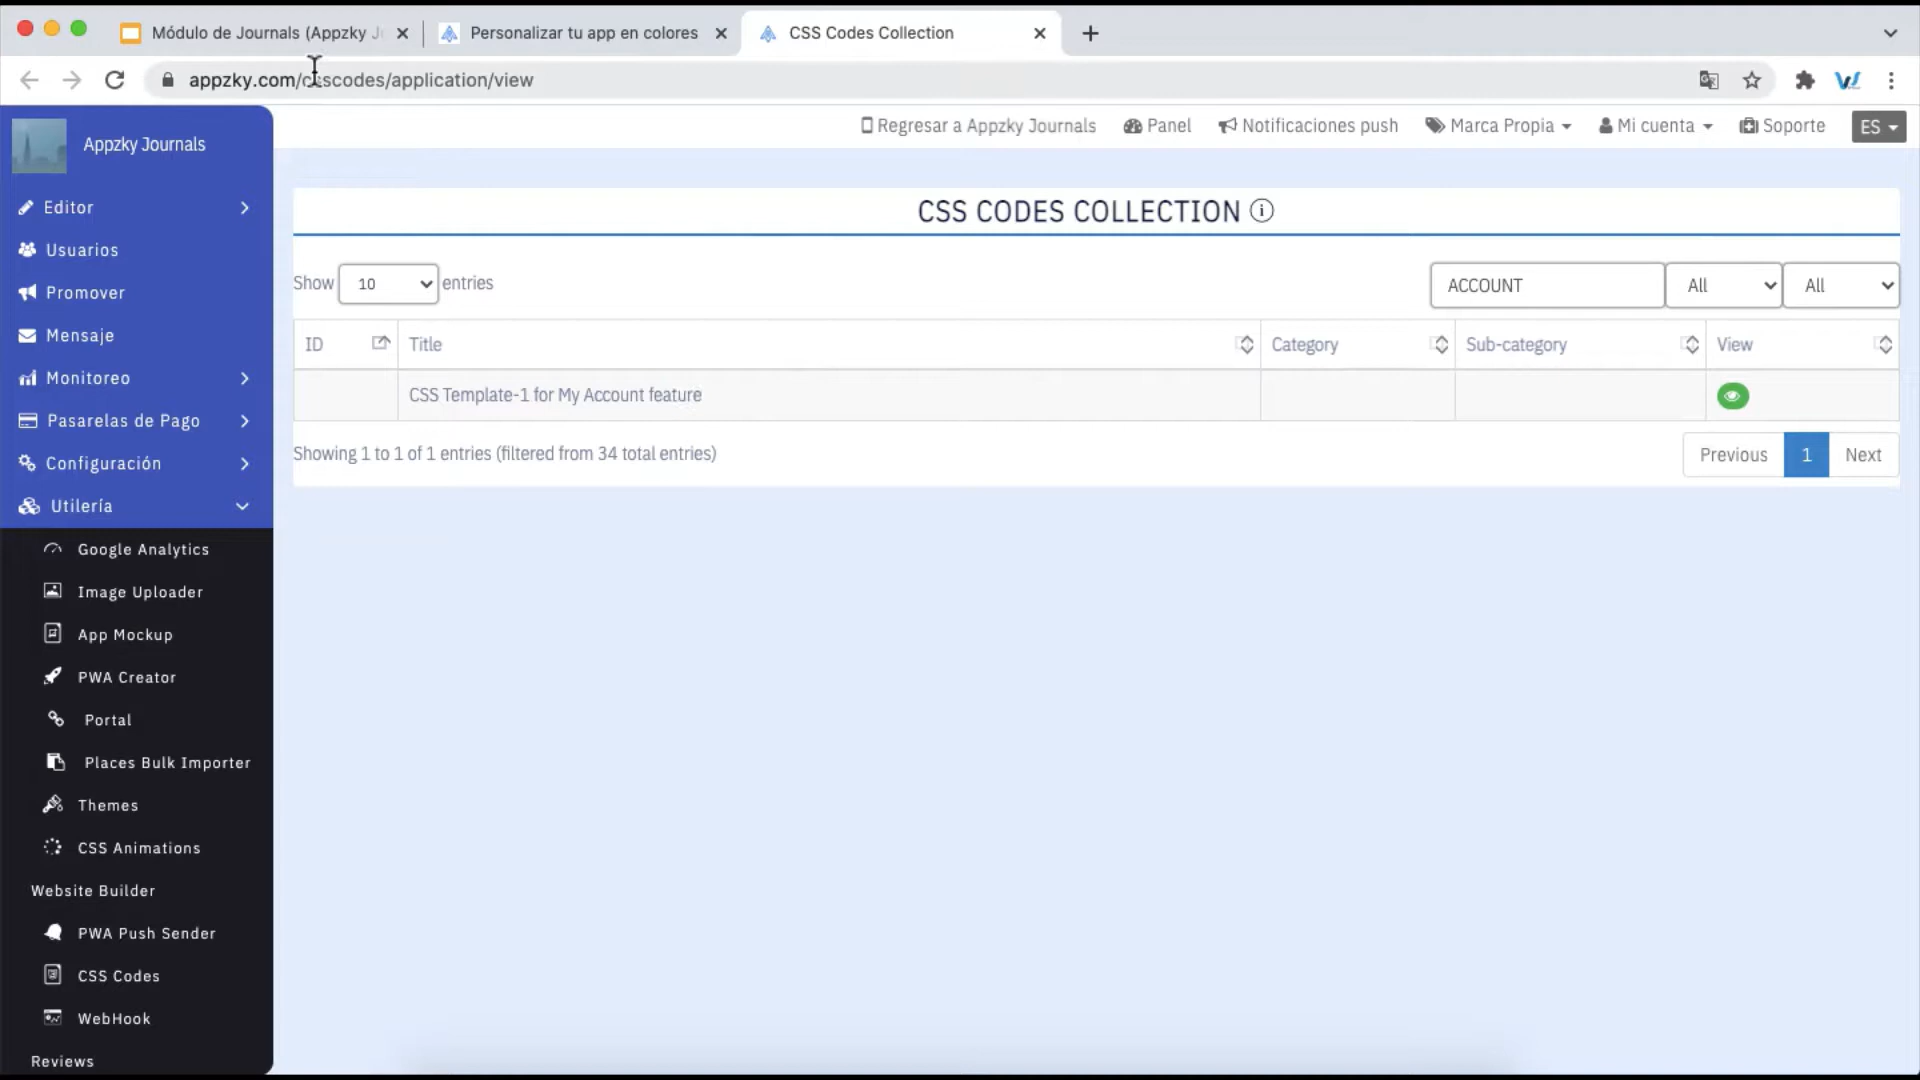 Módulo de Journals (Appzky J
Personalizar tu app en colores
CSS Codes Collection
appzky.com/csscodes/application/view
Appzky Journals
Regresar a Appzky Journals
Panel
Notificaciones push
Marca Propia
Mi cuenta
Soporte
ES
Editor
Usuarios
Promover
Mensaje
Monitoreo
Pasarelas de Pago
Configuración
Utilería
Google Analytics
Image Uploader
App Mockup
PWA Creator
Portal
Places Bulk Importer
Themes
CSS Animations
Website Builder
PWA Push Sender
CSS Codes
WebHook
Reviews
CSS CODES COLLECTION
Show 10 entries
ACCOUNT
All
All
ID Title Category Sub-category View
CSS Template-1 for My Account feature
Showing 1 to 1 of 1 entries (filtered from 34 total entries)
Previous 1 Next